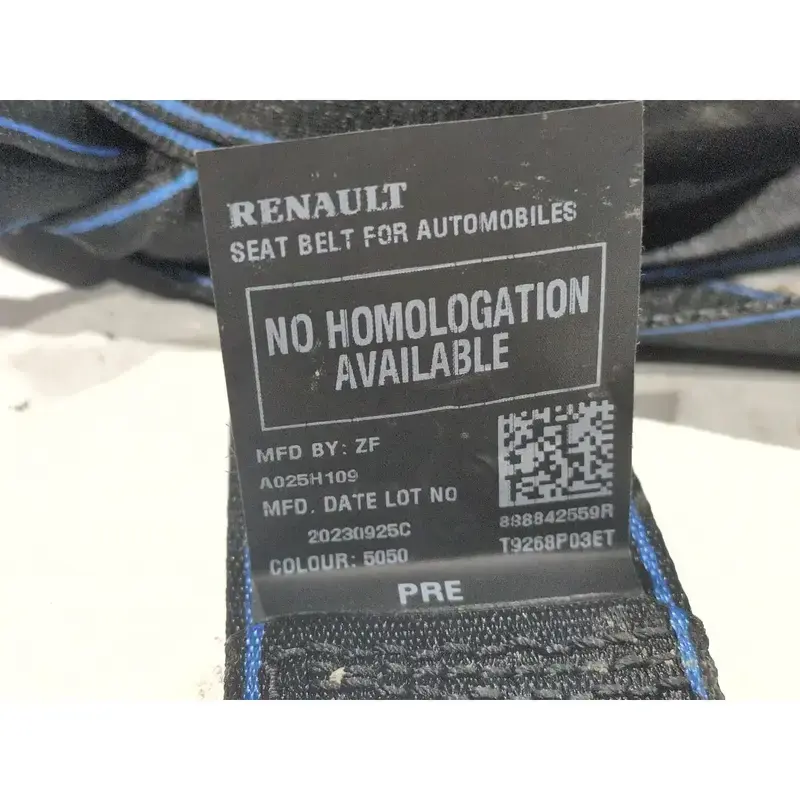 RENAULT
SEAT BELT FOR AUTOMOBILES
NO HOMOLOGATION
AVAILABLE
MFD BY: ZF
A025H109
MFD. DATE LOT NO
20230925C
888842559R
COLOUR: 5050
T9268P03ET
PRE